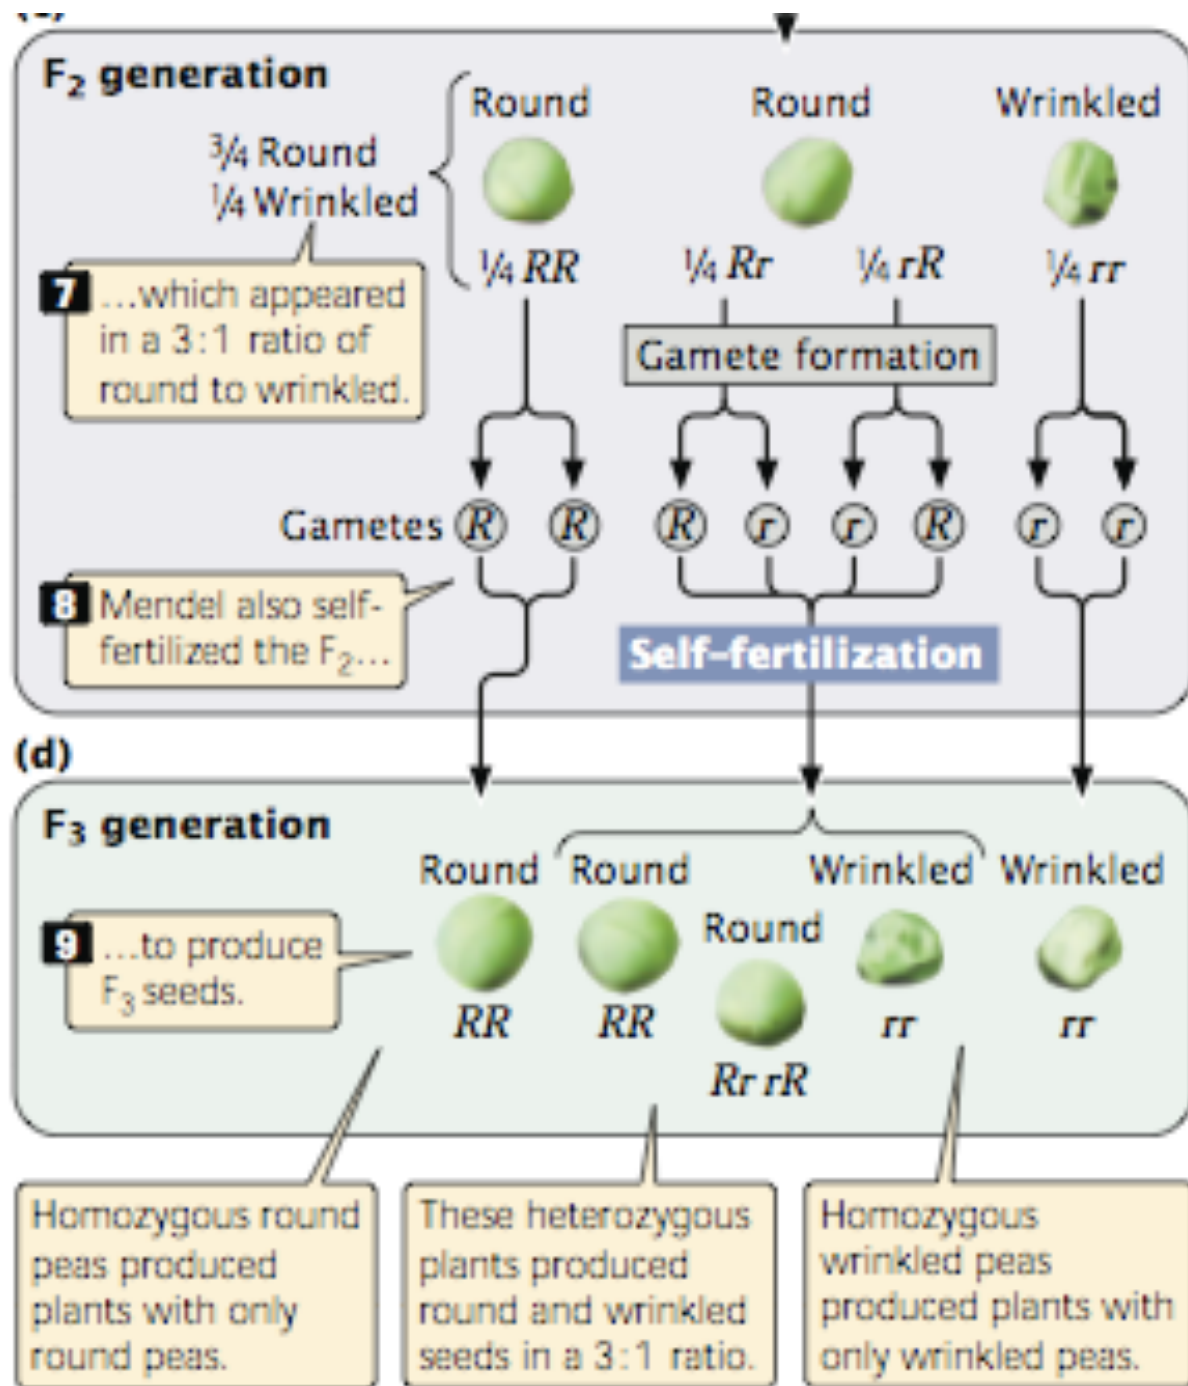 F2 generation
Round
Round
Wrinkled
3/4 Round
1/4 Wrinkled
1/4 RR
1/4 Rr
1/4 rR
1/4 rr
7 ...which appeared
in a 3:1 ratio of
round to wrinkled.
Gamete formation
Gametes R R R r r R r r
8 Mendel also self-
fertilized the F2...
Self-fertilization
(d)
F3 generation
Round Round Wrinkled Wrinkled
Round
9 ...to produce
F3 seeds.
RR RR rr rr
Rr rR
Homozygous round
peas produced
plants with only
round peas.
These heterozygous
plants produced
round and wrinkled
seeds in a 3:1 ratio.
Homozygous
wrinkled peas
produced plants with
only wrinkled peas.